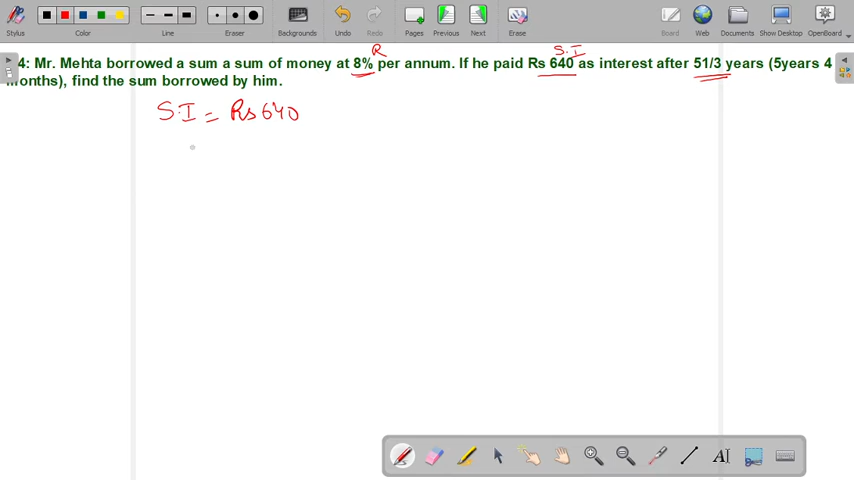 Stylus Color Line Eraser Backgrounds Undo Redo Pages Previous Next Erase Board Web Documents Show Desktop OpenBoard
R S.I
4: Mr. Mehta borrowed a sum a sum of money at 8% per annum. If he paid Rs 640 as interest after 51/3 years (5years 4
months), find the sum borrowed by him.
S.I = Rs 640